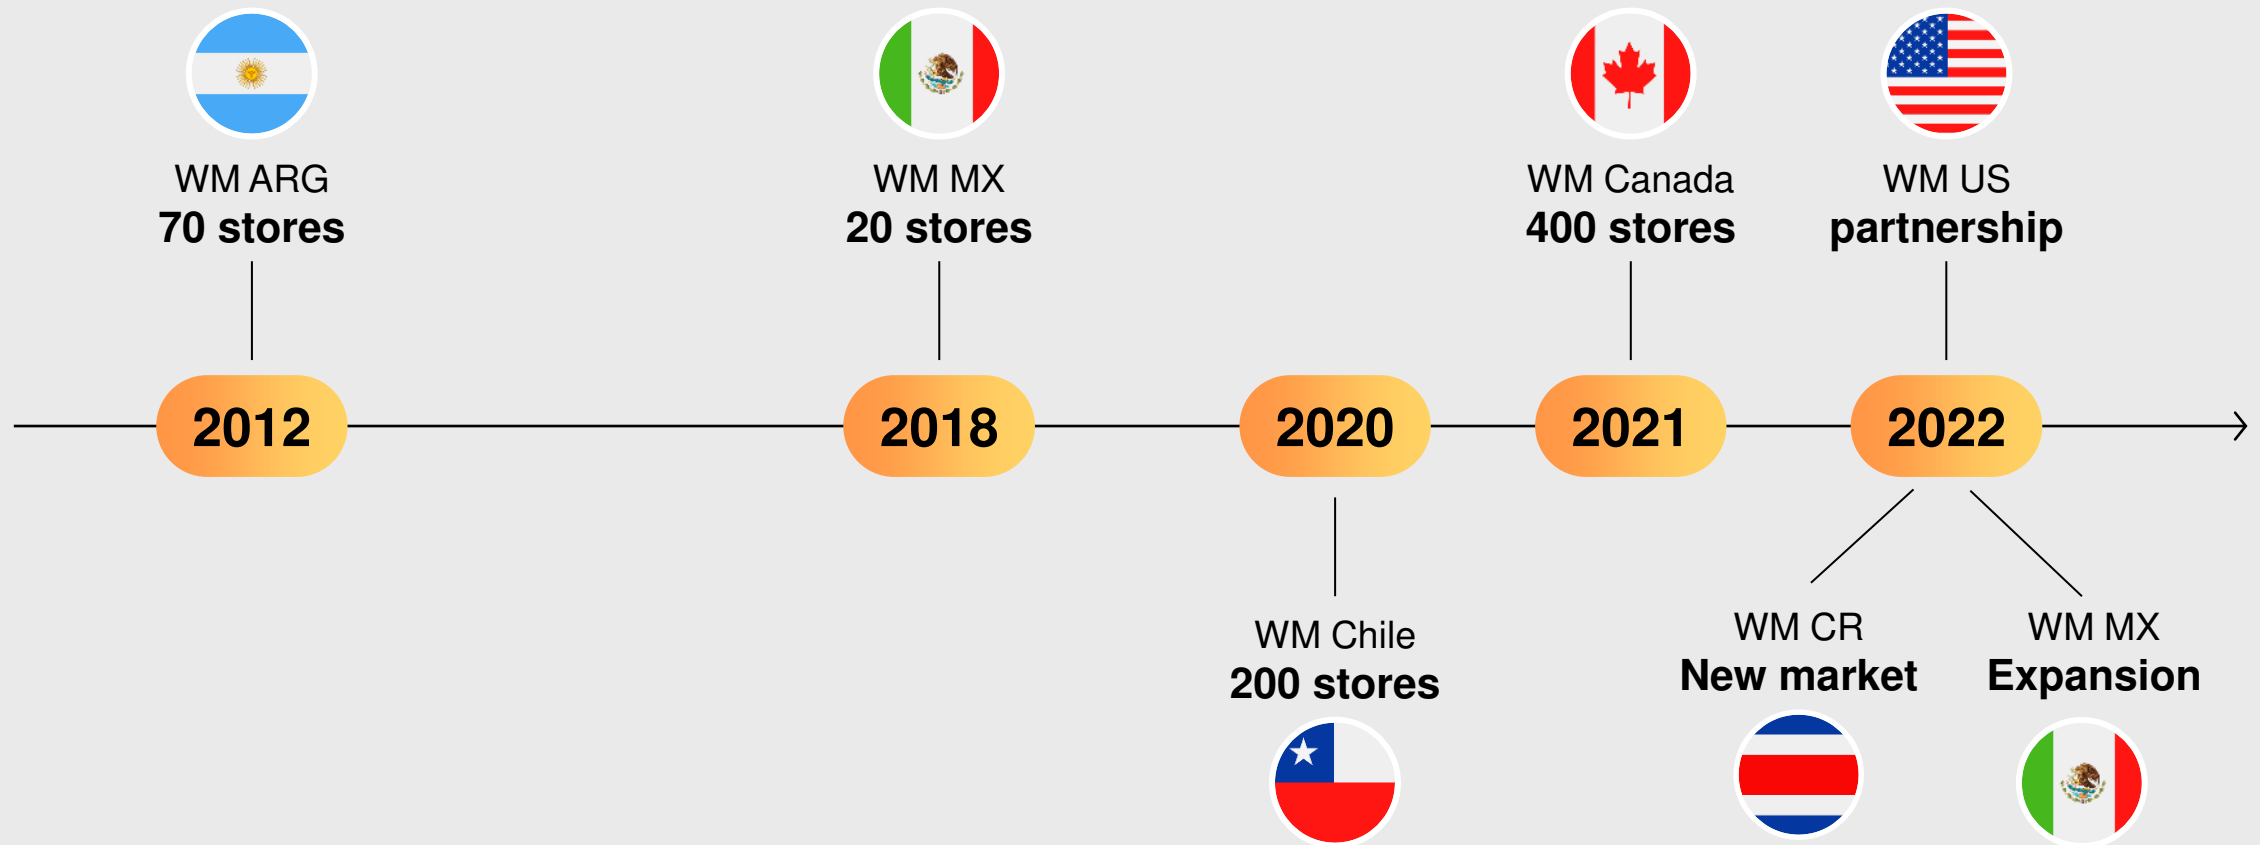 WM ARG
70 stores
WM MX
20 stores
WM Canada
400 stores
WM US
partnership
2012
2018
2020
2021
2022
WM Chile
200 stores
WM CR
New market
WM MX
Expansion